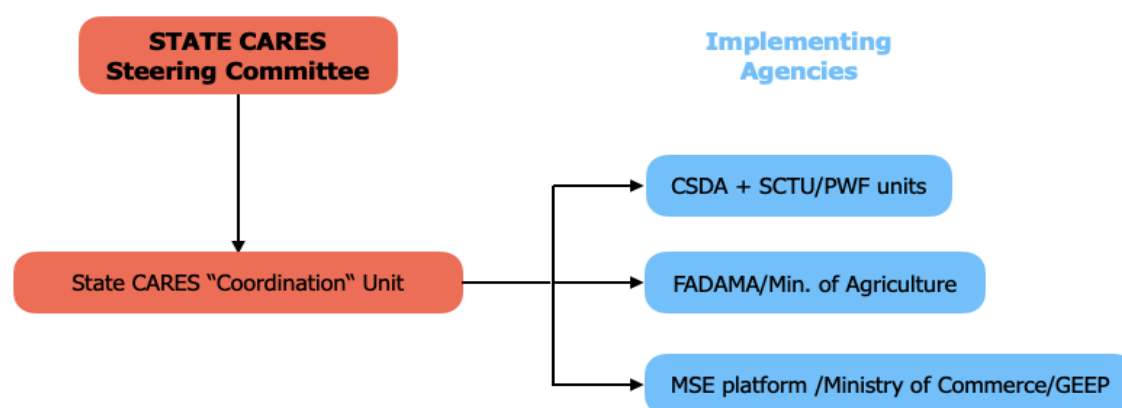 STATE CARES
Steering Committee
Implementing
Agencies
CSDA + SCTU/PWF units
State CARES “Coordination“ Unit
FADAMA/Min. of Agriculture
MSE platform /Ministry of Commerce/GEEP